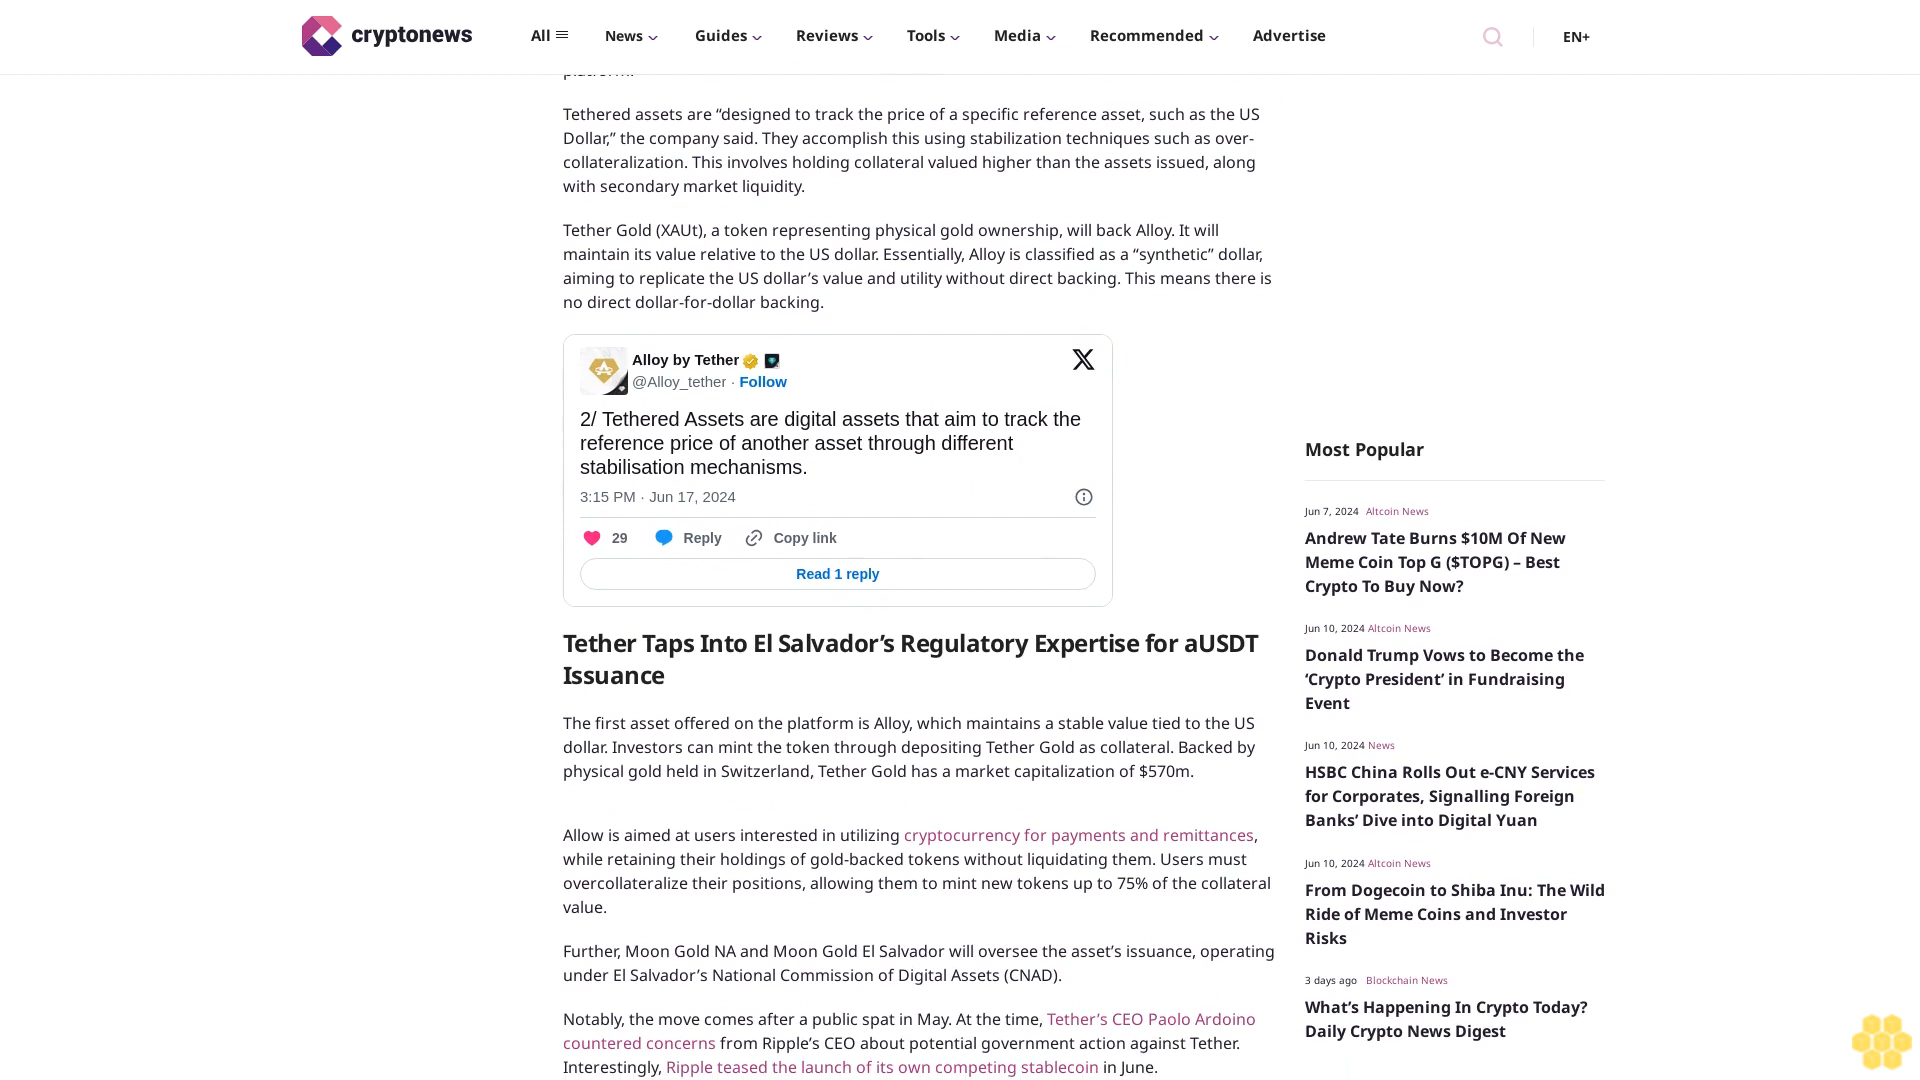 cryptonews
All
News
Guides
Reviews
Tools
Media
Recommended
Advertise
EN+
platform.
Tethered assets are “designed to track the price of a specific reference asset, such as the US
Dollar,” the company said. They accomplish this using stabilization techniques such as over-
collateralization. This involves holding collateral valued higher than the assets issued, along
with secondary market liquidity.
Tether Gold (XAUt), a token representing physical gold ownership, will back Alloy. It will
maintain its value relative to the US dollar. Essentially, Alloy is classified as a “synthetic” dollar,
aiming to replicate the US dollar’s value and utility without direct backing. This means there is
no direct dollar-for-dollar backing.
Alloy by Tether
@Alloy_tether · Follow
2/ Tethered Assets are digital assets that aim to track the
reference price of another asset through different
stabilisation mechanisms.
3:15 PM · Jun 17, 2024
29
Reply
Copy link
Read 1 reply
Tether Taps Into El Salvador’s Regulatory Expertise for aUSDT
Issuance
The first asset offered on the platform is Alloy, which maintains a stable value tied to the US
dollar. Investors can mint the token through depositing Tether Gold as collateral. Backed by
physical gold held in Switzerland, Tether Gold has a market capitalization of $570m.
Allow is aimed at users interested in utilizing cryptocurrency for payments and remittances,
while retaining their holdings of gold-backed tokens without liquidating them. Users must
overcollateralize their positions, allowing them to mint new tokens up to 75% of the collateral
value.
Further, Moon Gold NA and Moon Gold El Salvador will oversee the asset’s issuance, operating
under El Salvador’s National Commission of Digital Assets (CNAD).
Notably, the move comes after a public spat in May. At the time, Tether’s CEO Paolo Ardoino
countered concerns from Ripple’s CEO about potential government action against Tether.
Interestingly, Ripple teased the launch of its own competing stablecoin in June.
Most Popular
Jun 7, 2024 Altcoin News
Andrew Tate Burns $10M Of New
Meme Coin Top G ($TOPG) – Best
Crypto To Buy Now?
Jun 10, 2024 Altcoin News
Donald Trump Vows to Become the
‘Crypto President’ in Fundraising
Event
Jun 10, 2024 News
HSBC China Rolls Out e-CNY Services
for Corporates, Signalling Foreign
Banks’ Dive into Digital Yuan
Jun 10, 2024 Altcoin News
From Dogecoin to Shiba Inu: The Wild
Ride of Meme Coins and Investor
Risks
3 days ago Blockchain News
What’s Happening In Crypto Today?
Daily Crypto News Digest